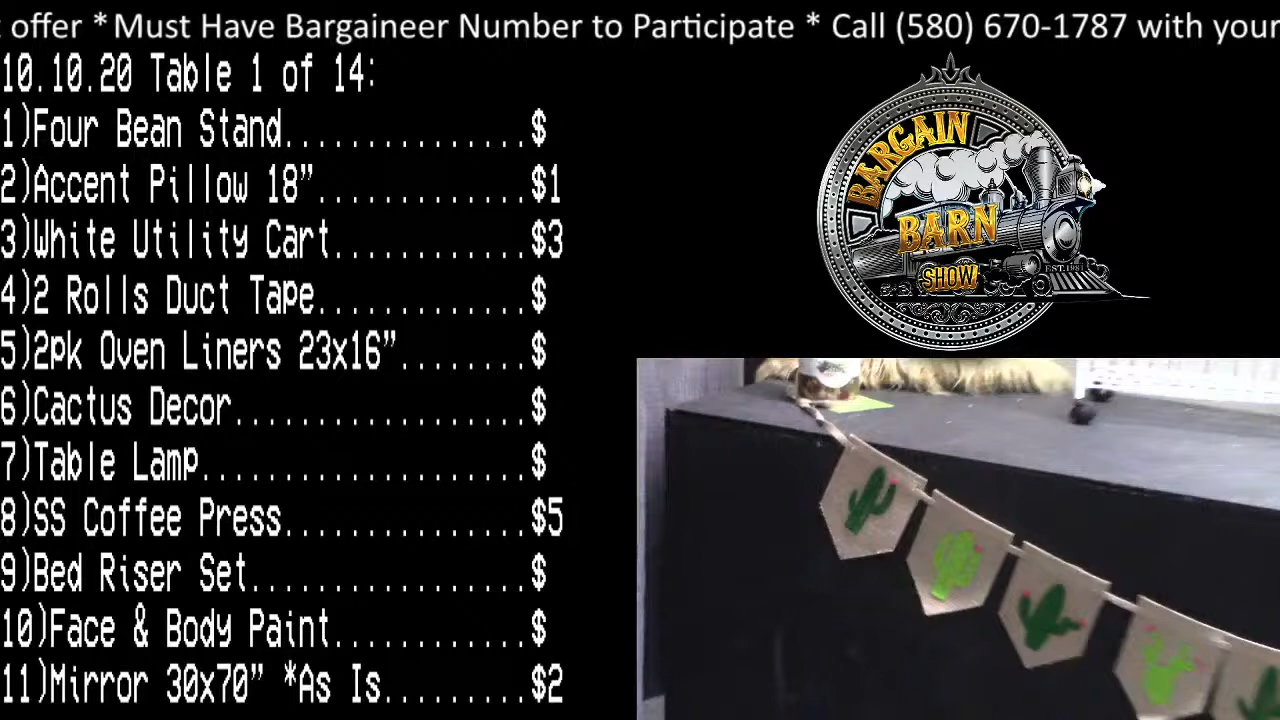 offer *Must Have Bargaineer Number to Participate * Call (580) 670-1787 with your
10.10.20 Table 1 of 14:
1)Four Bean Stand...............$
2)Accent Pillow 18”.............$1
3)White Utility Cart............$3
4)2 Rolls Duct Tape.............$
5)2pk Oven Liners 23x16”........$
6)Cactus Decor..................$
7)Table Lamp....................$
8)SS Coffee Press...............$5
9)Bed Riser Set.................$
10)Face & Body Paint............$
11)Mirror 30x70” *As Is.........$2
BARGAIN
BARN
SHOW